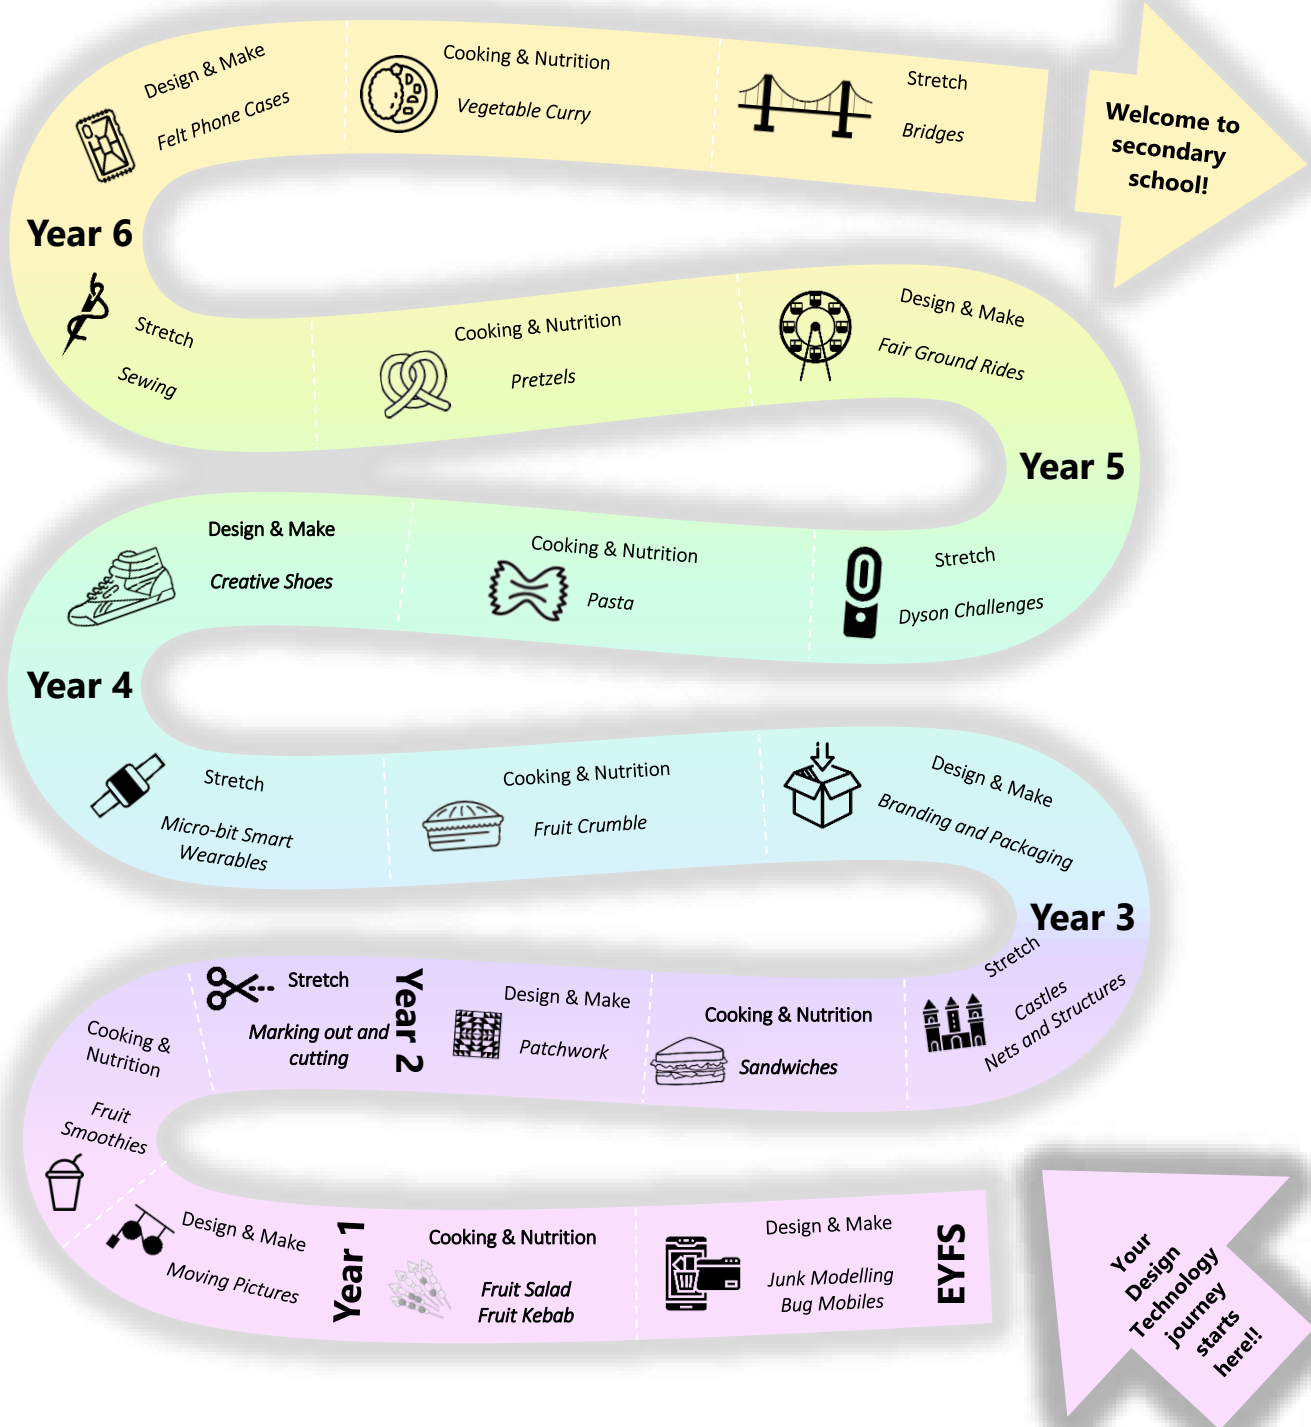 Design & Make
Felt Phone Cases
Cooking & Nutrition
Vegetable Curry
Stretch
Bridges
Welcome to
secondary
school!
Year 6
Stretch
Sewing
Cooking & Nutrition
Pretzels
Design & Make
Fair Ground Rides
Year 5
Design & Make
Creative Shoes
Cooking & Nutrition
Pasta
Stretch
Dyson Challenges
Year 4
Stretch
Micro-bit Smart
Wearables
Cooking & Nutrition
Fruit Crumble
Design & Make
Branding and Packaging
Year 3
Stretch
Castles
Nets and Structures
Cooking & Nutrition
Sandwiches
Design & Make
Patchwork
Year 2
Stretch
Marking out and
cutting
Cooking &
Nutrition
Fruit
Smoothies
Design & Make
Moving Pictures
Year 1
Cooking & Nutrition
Fruit Salad
Fruit Kebab
Design & Make
Junk Modelling
Bug Mobiles
EYFS
Your
Design
Technology
journey
starts
here!!